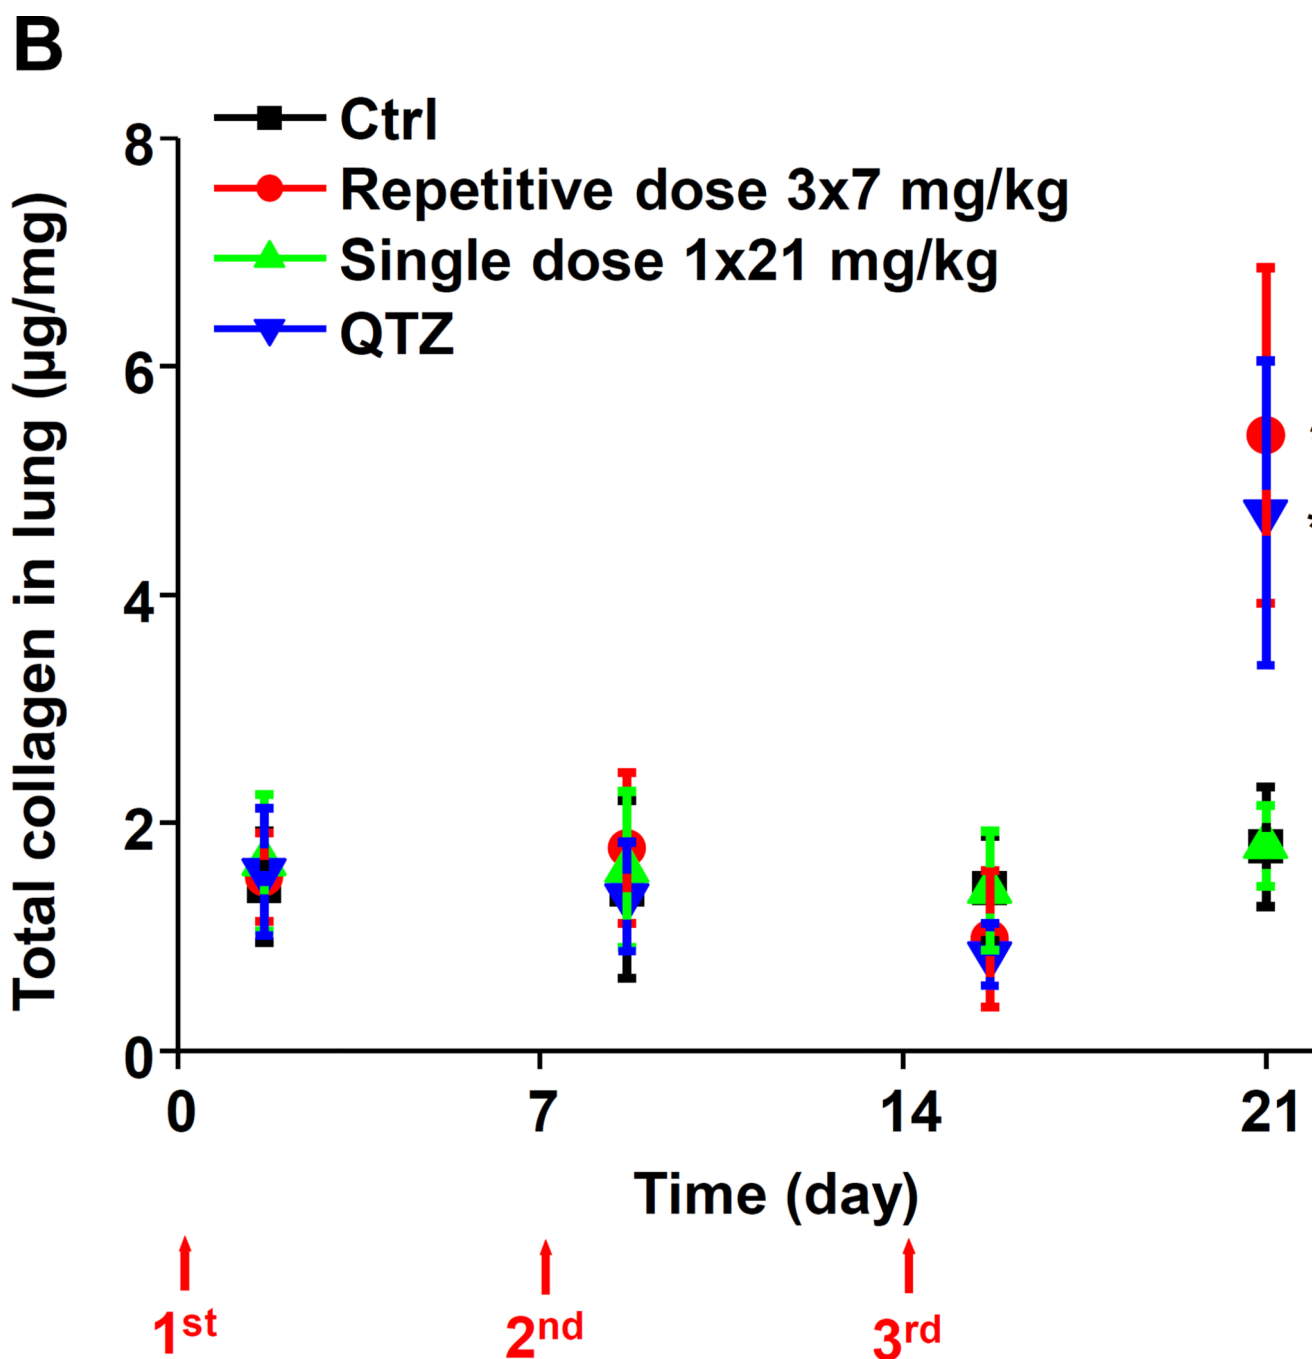 B
Ctrl
Repetitive dose 3x7 mg/kg
Single dose 1x21 mg/kg
QTZ
Total collagen in lung (µg/mg)
8
6
4
2
0
0 7 14 21
*
Time (day)
1st 2nd 3rd